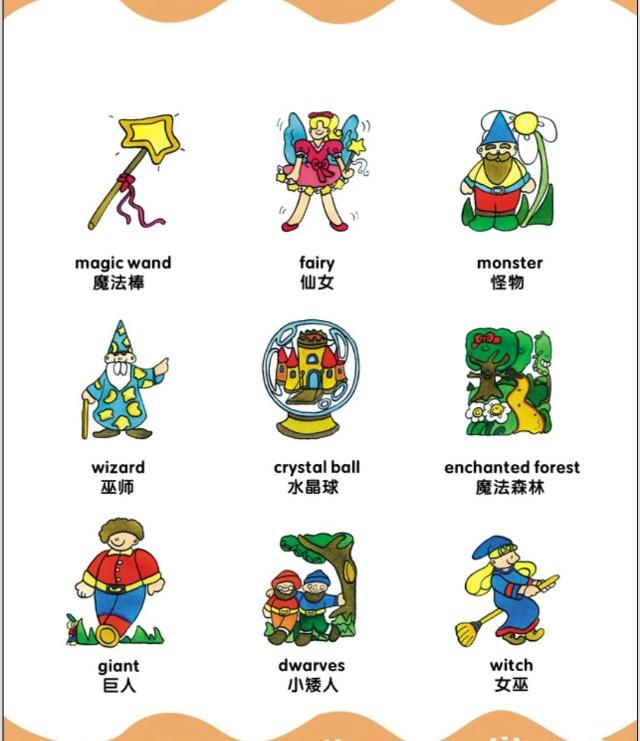 magic wand
魔法棒
fairy
仙女
monster
怪物
wizard
巫师
crystal ball
水晶球
enchanted forest
魔法森林
giant
巨人
dwarves
小矮人
witch
女巫